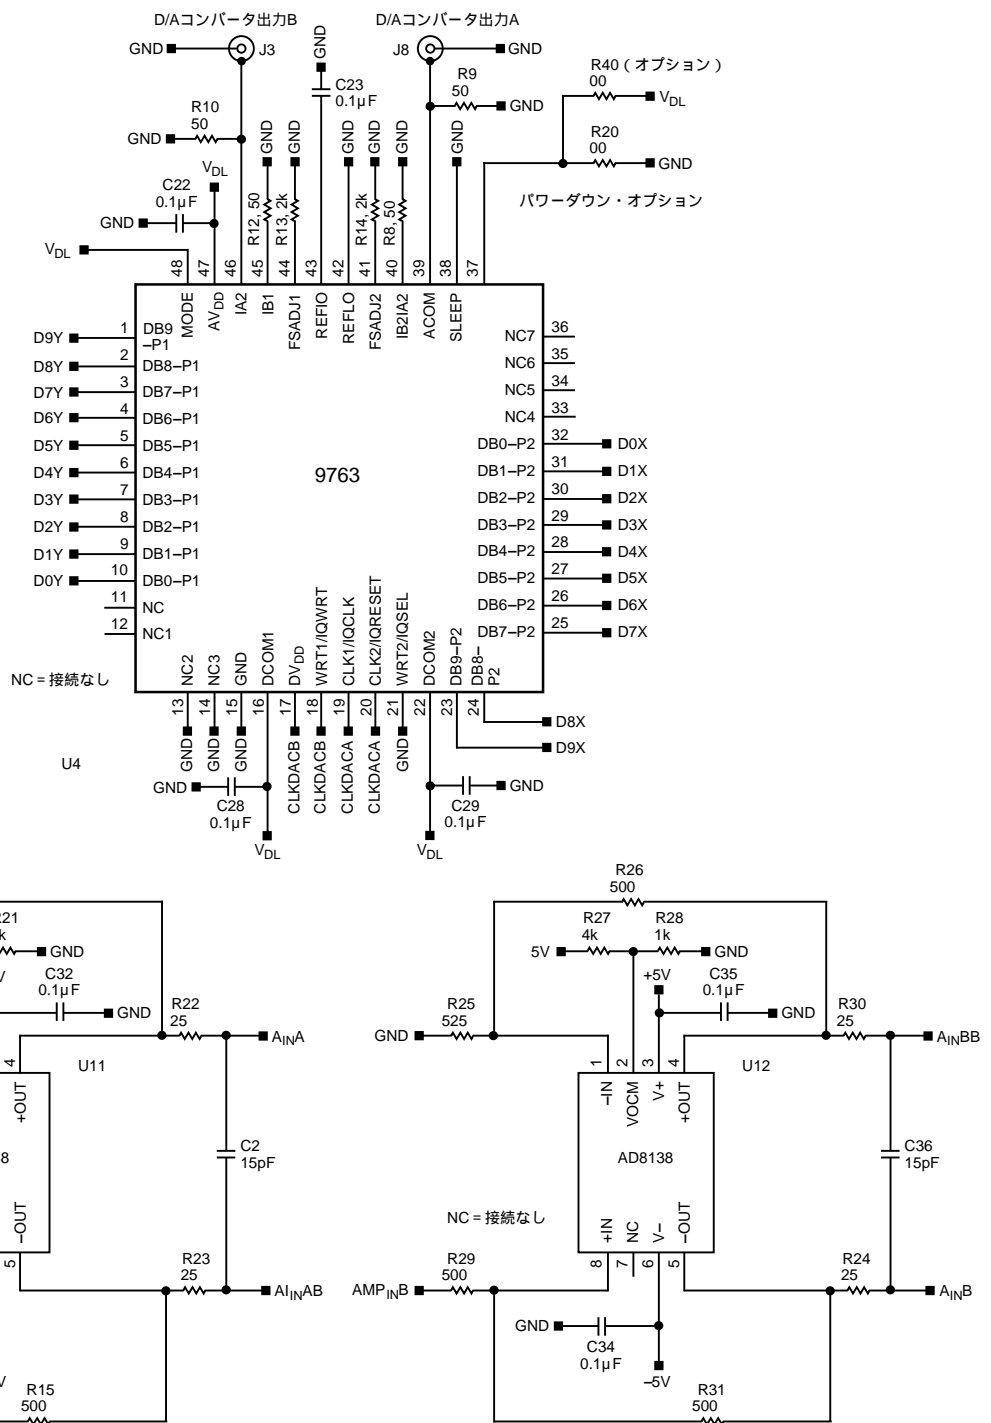 D/Aコンバータ出力B
D/Aコンバータ出力A
GND
J3
GND
J8
GND
R40（オプション）
00
VDL
C23
0.1µF
R9
50
GND
R10
50
GND
R20
00
GND
パワーダウン・オプション
GND
GND
GND
GND
GND
GND
VDL
C22
0.1µF
GND
R12, 50
R13, 2k
R14, 2k
R8, 50
VDL
48
47
46
45
44
43
42
41
40
39
38
37
MODE
AVDD
IA2
IB1
FSADJ1
REFIO
REFLO
FSADJ2
IB2IA2
ACOM
SLEEP
D9Y
1
DB9
–P1
D8Y
2
DB8–P1
D7Y
3
DB7–P1
D6Y
4
DB6–P1
D5Y
5
DB5–P1
D4Y
6
DB4–P1
D3Y
7
DB3–P1
D2Y
8
DB2–P1
D1Y
9
DB1–P1
D0Y
10
DB0–P1
11
NC
12
NC1
9763
NC7
36
NC6
35
NC5
34
NC4
33
DB0–P2
32
D0X
DB1–P2
31
D1X
DB2–P2
30
D2X
DB3–P2
29
D3X
DB4–P2
28
D4X
DB5–P2
27
D5X
DB6–P2
26
D6X
DB7–P2
25
D7X
NC2
NC3
GND
DCOM1
DVDD
WRT1/IQWRT
CLK1/IQCLK
CLK2/IQRESET
WRT2/IQSEL
DCOM2
DB9–P2
DB8–
P2
NC = 接続なし
13
14
15
16
17
18
19
20
21
22
23
24
D8X
D9X
GND
GND
GND
CLKDACB
CLKDACB
CLKDACA
CLKDACA
GND
U4
GND
C28
0.1µF
VDL
GND
C29
0.1µF
VDL
R21
k
GND
V
C32
0.1µF
GND
R22
25
AINA
4
U11
+OUT
8
C2
15pF
–OUT
5
R23
25
AIINAB
V
R15
500
R26
500
R27
4k
R28
1k
5V
GND
+5V
C35
0.1µF
GND
R25
525
GND
R30
25
AINBB
1
2
3
4
U12
–IN
VOCM
V+
+OUT
AD8138
C36
15pF
NC = 接続なし
+IN
NC
V–
–OUT
8
7
6
5
R29
500
AMPINB
R24
25
AINB
GND
C34
0.1µF
–5V
R31
500